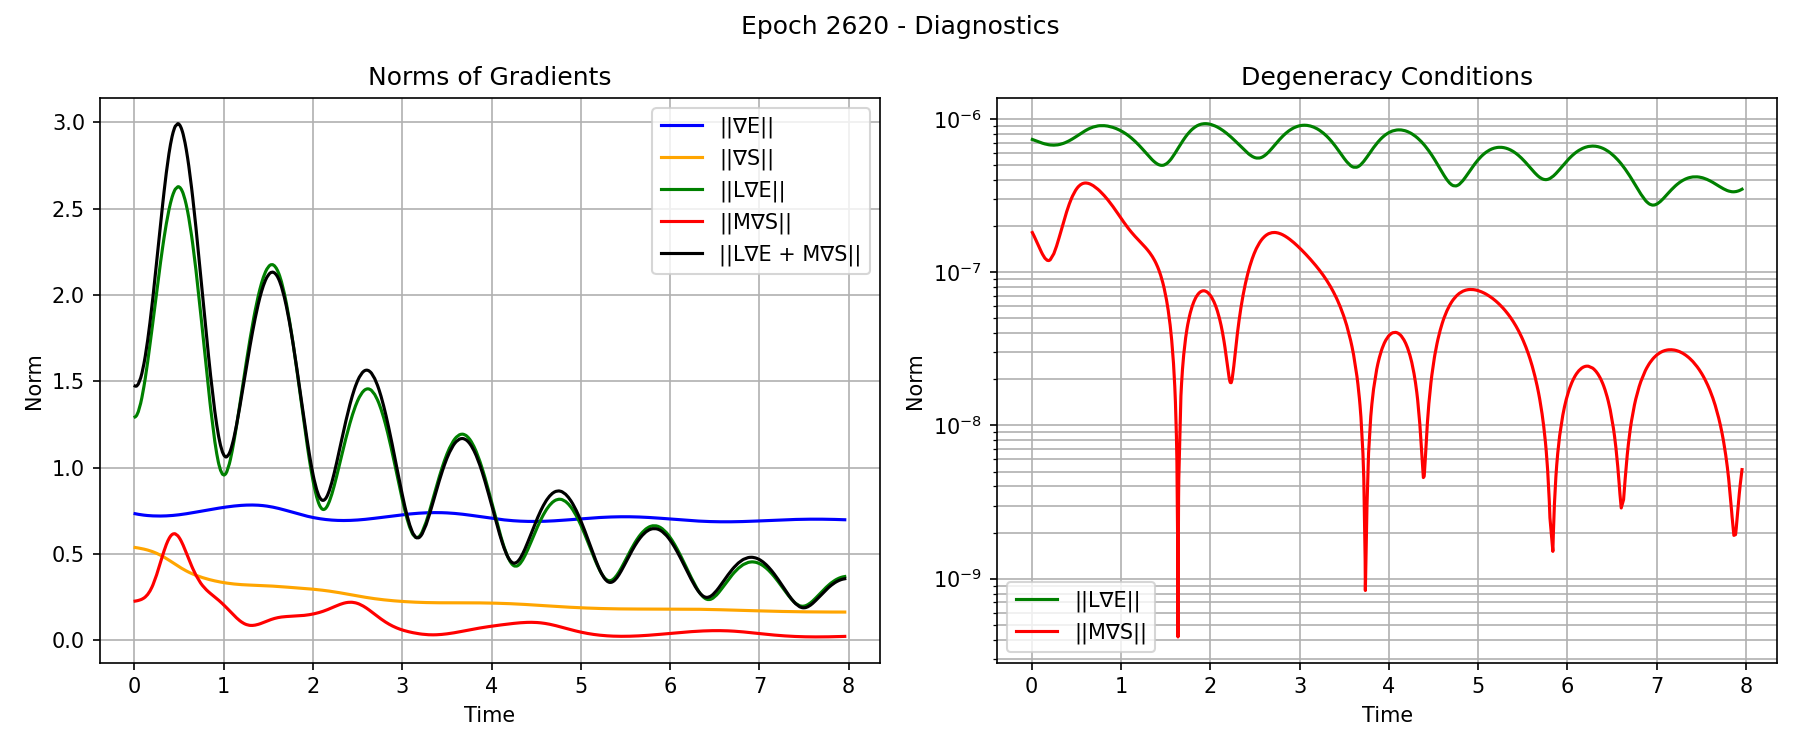 Epoch 2620 - Diagnostics
Norms of Gradients
3.0
2.5
2.0
1.5
1.0
0.5
0.0
Norm
||∇E||
||∇S||
||L∇E||
||M∇S||
||L∇E + M∇S||
0 1 2 3 4 5 6 7 8
Time
Degeneracy Conditions
10⁻⁶
10⁻⁷
10⁻⁸
10⁻⁹
Norm
||L∇E||
||M∇S||
0 1 2 3 4 5 6 7 8
Time